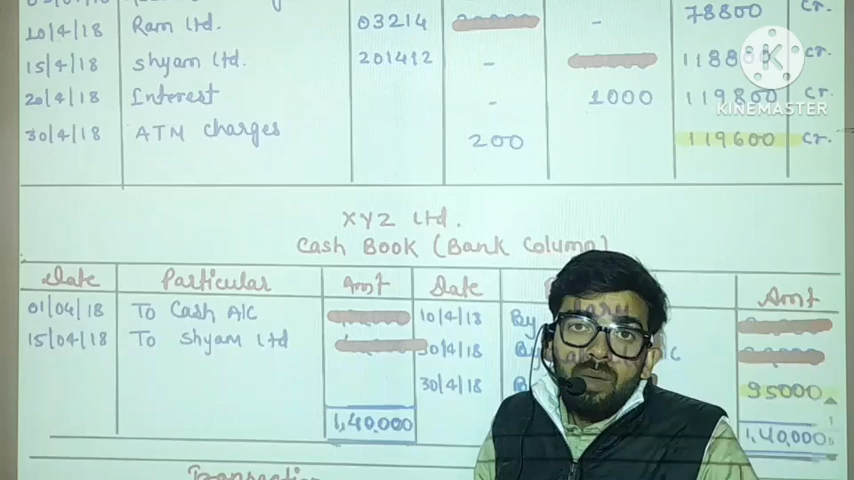 10/4/18 Ram Ltd. 03214 - 78800 Cr.
15/4/18 Shyam Ltd. 201412 - Cr.
20/4/18 Interest - 1000 119800 Cr.
30/4/18 ATM charges 200 119600 Cr.
KINEMASTER
XYZ Ltd.
Cash Book (Bank Column)
Date Particular Amt Date Amt
01/04/18 To Cash A/C 10/4/18 By
15/04/18 To Shyam Ltd 30/4/18 C
30/4/18 95000
1,40,000 1,40,000
Transaction